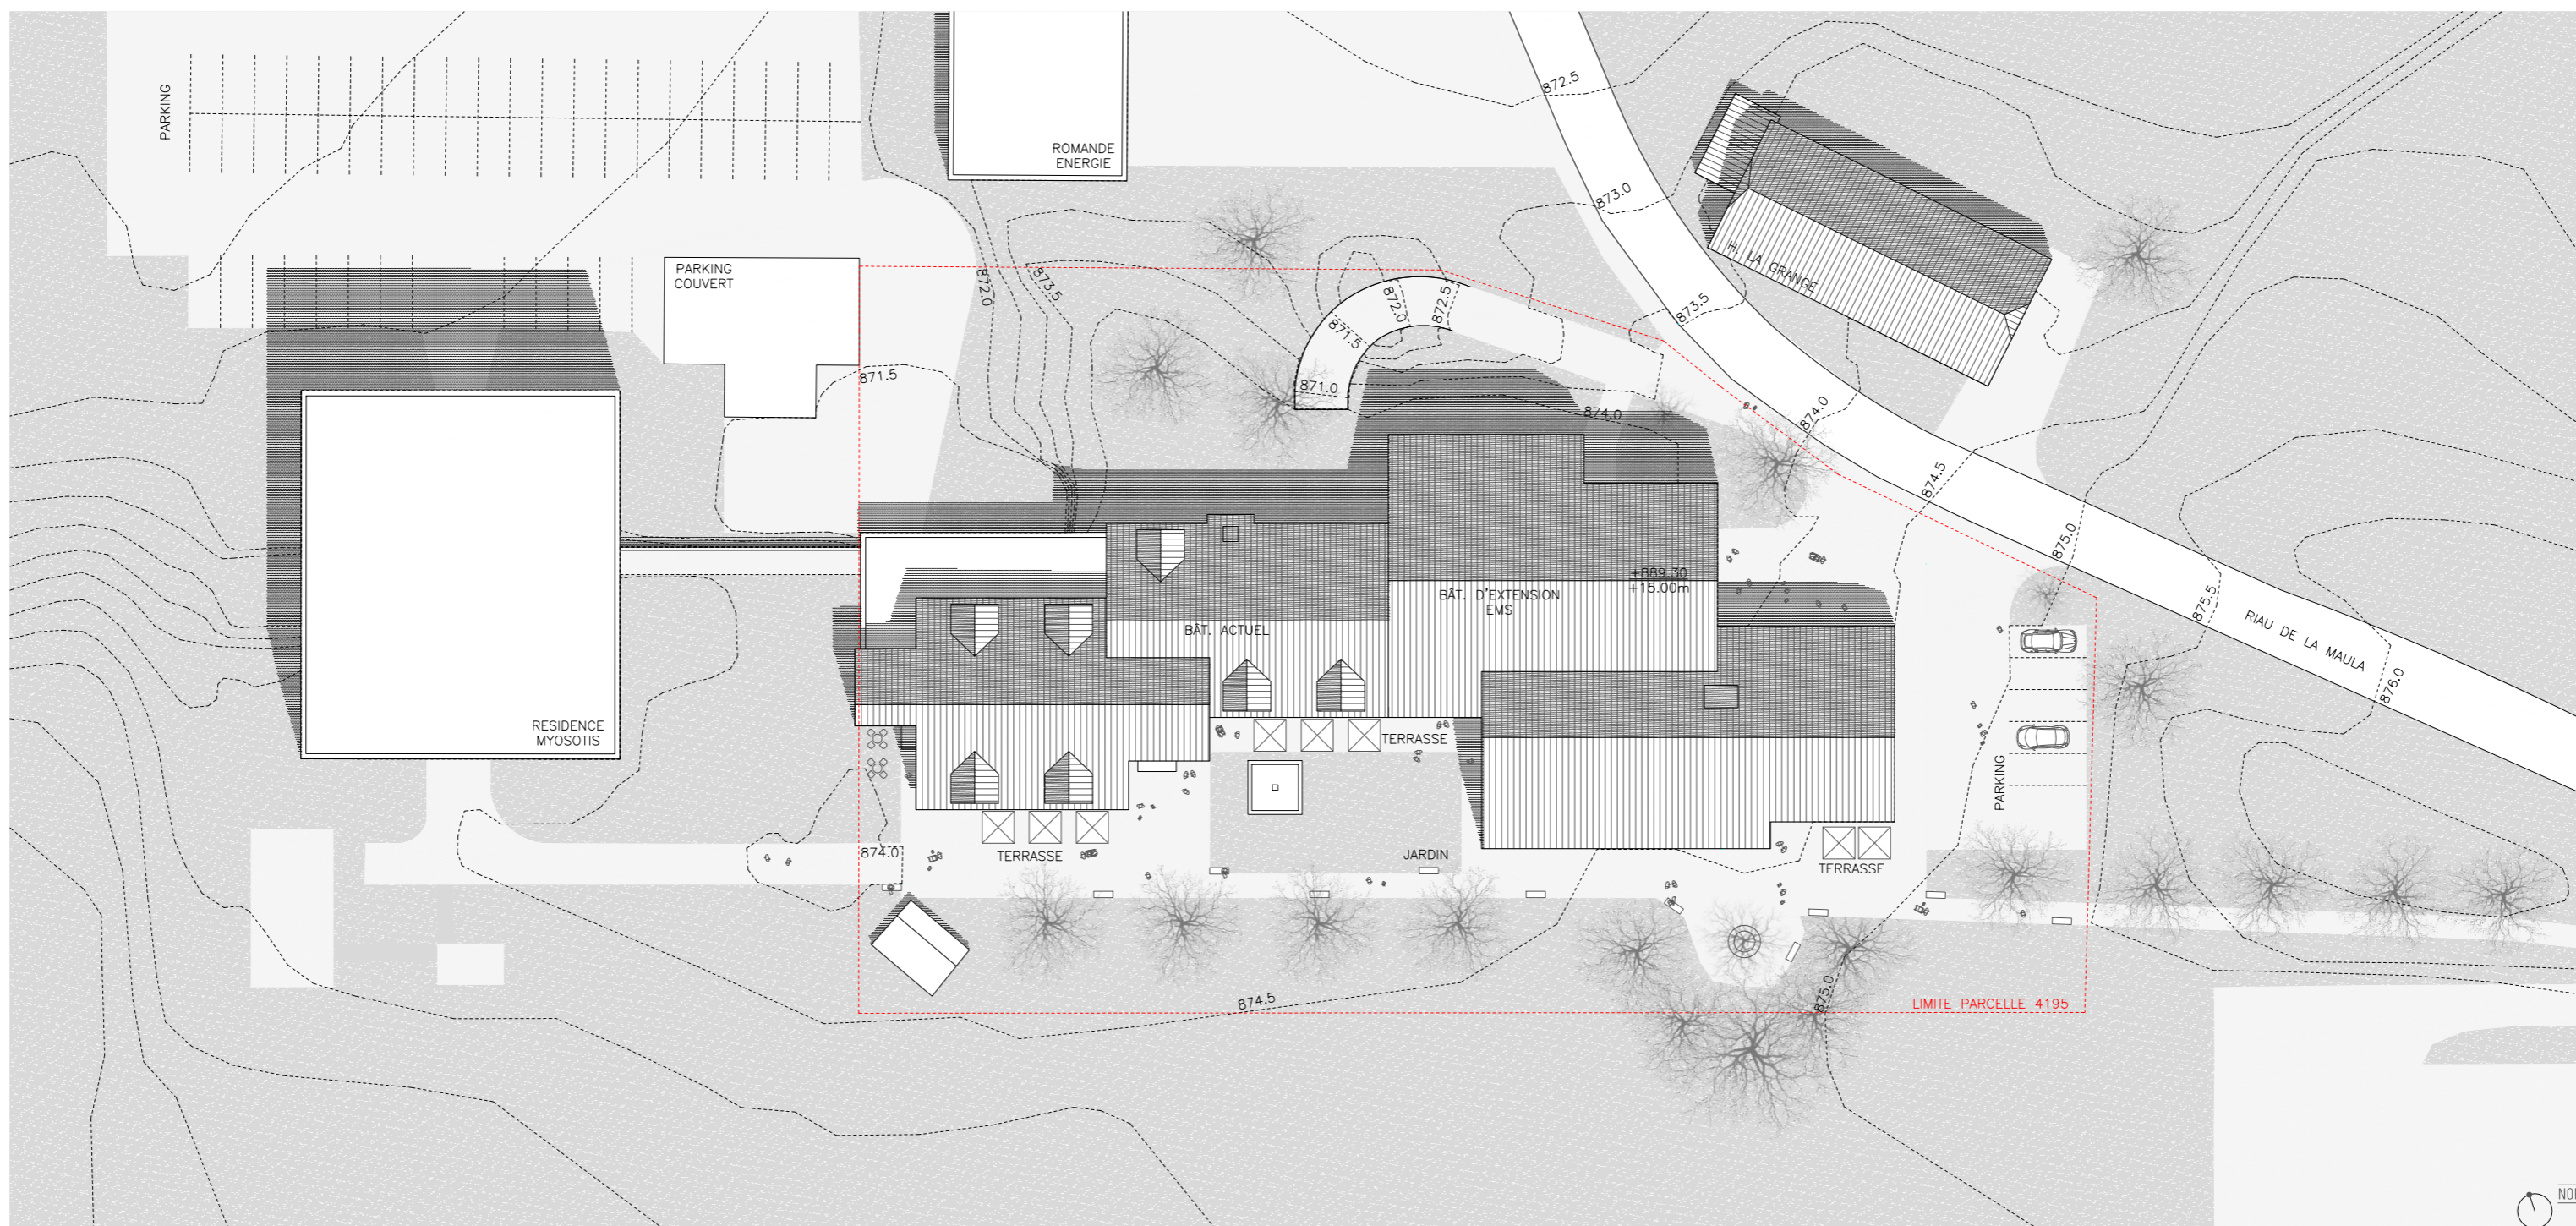 872.5
PARKING
ROMANDE
ENERGIE
873.0
H. LA GRANGE
PARKING
COUVERT
872.0
873.5
872.0
872.5
871.5
873.5
871.5
871.0
874.0
874.0
874.5
875.0
+889.30
+15.00m
BÂT. D'EXTENSION
EMS
BÂT. ACTUEL
875.5
RIAU DE LA MAULA
876.0
RESIDENCE
MYOSOTIS
TERRASSE
PARKING
874.0
TERRASSE
JARDIN
TERRASSE
874.5
875.0
LIMITE PARCELLE 4195